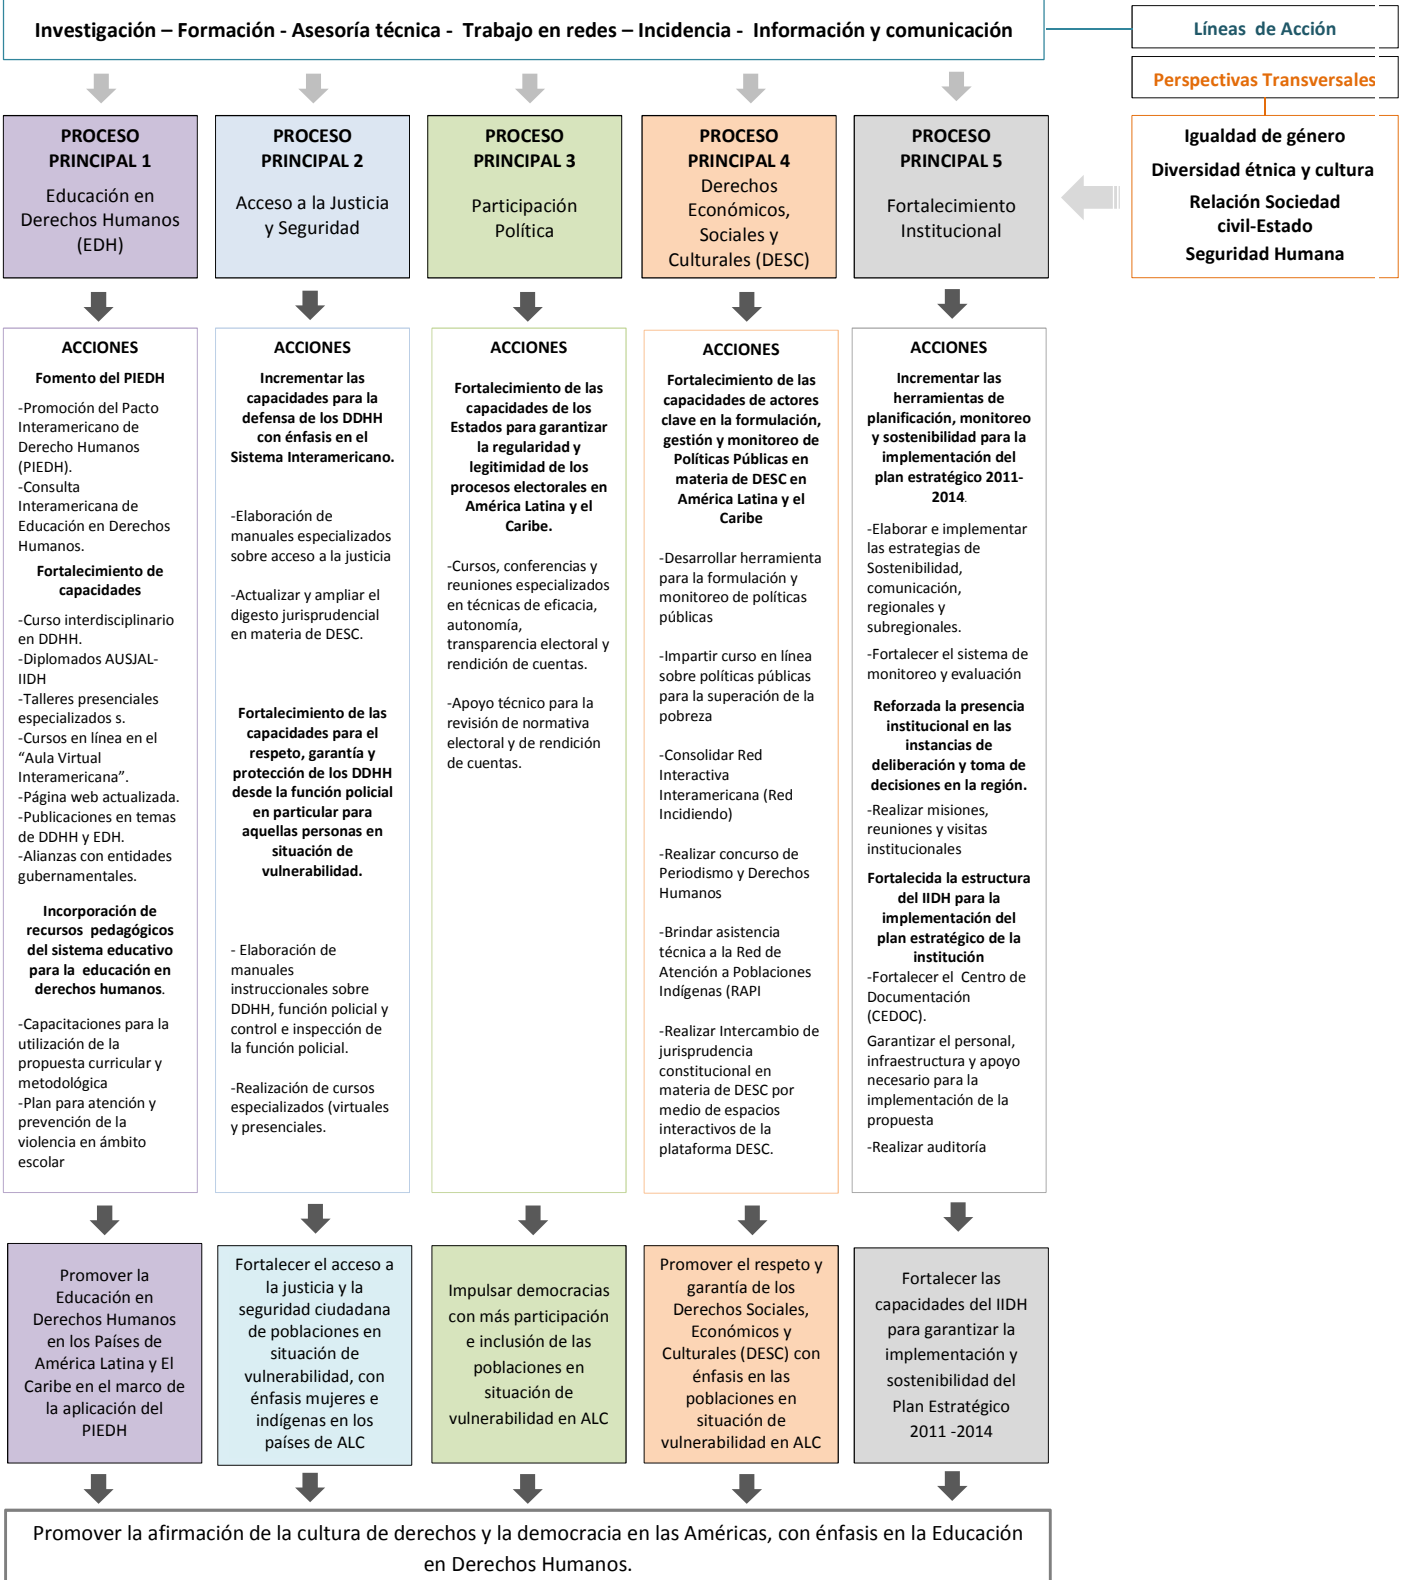 Investigación – Formación - Asesoría técnica - Trabajo en redes – Incidencia - Información y comunicación
Líneas de Acción
Perspectivas Transversales
Igualdad de género
Diversidad étnica y cultura
Relación Sociedad
civil-Estado
Seguridad Humana
PROCESO
PRINCIPAL 1
Educación en
Derechos Humanos
(EDH)
PROCESO
PRINCIPAL 2
Acceso a la Justicia
y Seguridad
PROCESO
PRINCIPAL 3
Participación
Política
PROCESO
PRINCIPAL 4
Derechos
Económicos,
Sociales y
Culturales (DESC)
PROCESO
PRINCIPAL 5
Fortalecimiento
Institucional
ACCIONES
Fomento del PIEDH
-Promoción del Pacto
Interamericano de
Derecho Humanos
(PIEDH).
-Consulta
Interamericana de
Educación en Derechos
Humanos.
Fortalecimiento de
capacidades
-Curso interdisciplinario
en DDHH.
-Diplomados AUSJAL-
IIDH
-Talleres presenciales
especializados s.
-Cursos en línea en el
“Aula Virtual
Interamericana”.
-Página web actualizada.
-Publicaciones en temas
de DDHH y EDH.
-Alianzas con entidades
gubernamentales.
Incorporación de
recursos pedagógicos
del sistema educativo
para la educación en
derechos humanos.
-Capacitaciones para la
utilización de la
propuesta curricular y
metodológica
-Plan para atención y
prevención de la
violencia en ámbito
escolar
ACCIONES
Incrementar las
capacidades para la
defensa de los DDHH
con énfasis en el
Sistema Interamericano.
-Elaboración de
manuales especializados
sobre acceso a la justicia
-Actualizar y ampliar el
digesto jurisprudencial
en materia de DESC.
Fortalecimiento de las
capacidades para el
respeto, garantía y
protección de los DDHH
desde la función policial
en particular para
aquellas personas en
situación de
vulnerabilidad.
- Elaboración de
manuales
instruccionales sobre
DDHH, función policial y
control e inspección de
la función policial.
-Realización de cursos
especializados (virtuales
y presenciales.
ACCIONES
Fortalecimiento de las
capacidades de los
Estados para garantizar
la regularidad y
legitimidad de los
procesos electorales en
América Latina y el
Caribe.
-Cursos, conferencias y
reuniones especializados
en técnicas de eficacia,
autonomía,
transparencia electoral y
rendición de cuentas.
-Apoyo técnico para la
revisión de normativa
electoral y de rendición
de cuentas.
ACCIONES
Fortalecimiento de las
capacidades de actores
clave en la formulación,
gestión y monitoreo de
Políticas Públicas en
materia de DESC en
América Latina y el
Caribe
-Desarrollar herramienta
para la formulación y
monitoreo de políticas
públicas
-Impartir curso en línea
sobre políticas públicas
para la superación de la
pobreza
-Consolidar Red
Interactiva
Interamericana (Red
Incidiendo)
-Realizar concurso de
Periodismo y Derechos
Humanos
-Brindar asistencia
técnica a la Red de
Atención a Poblaciones
Indígenas (RAPI
-Realizar Intercambio de
jurisprudencia
constitucional en
materia de DESC por
medio de espacios
interactivos de la
plataforma DESC.
ACCIONES
Incrementar las
herramientas de
planificación, monitoreo
y sostenibilidad para la
implementación del
plan estratégico 2011-
2014.
-Elaborar e implementar
las estrategias de
Sostenibilidad,
comunicación,
regionales y
subregionales.
-Fortalecer el sistema de
monitoreo y evaluación
Reforzada la presencia
institucional en las
instancias de
deliberación y toma de
decisiones en la región.
-Realizar misiones,
reuniones y visitas
institucionales
Fortalecida la estructura
del IIDH para la
implementación del
plan estratégico de la
institución
-Fortalecer el Centro de
Documentación
(CEDOC).
Garantizar el personal,
infraestructura y apoyo
necesario para la
implementación de la
propuesta
-Realizar auditoría
Promover la
Educación en
Derechos Humanos
en los Países de
América Latina y El
Caribe en el marco de
la aplicación del
PIEDH
Fortalecer el acceso a
la justicia y la
seguridad ciudadana
de poblaciones en
situación de
vulnerabilidad, con
énfasis mujeres e
indígenas en los
países de ALC
Impulsar democracias
con más participación
e inclusión de las
poblaciones en
situación de
vulnerabilidad en ALC
Promover el respeto y
garantía de los
Derechos Sociales,
Económicos y
Culturales (DESC) con
énfasis en las
poblaciones en
situación de
vulnerabilidad en ALC
Fortalecer las
capacidades del IIDH
para garantizar la
implementación y
sostenibilidad del
Plan Estratégico
2011 -2014
Promover la afirmación de la cultura de derechos y la democracia en las Américas, con énfasis en la Educación
en Derechos Humanos.